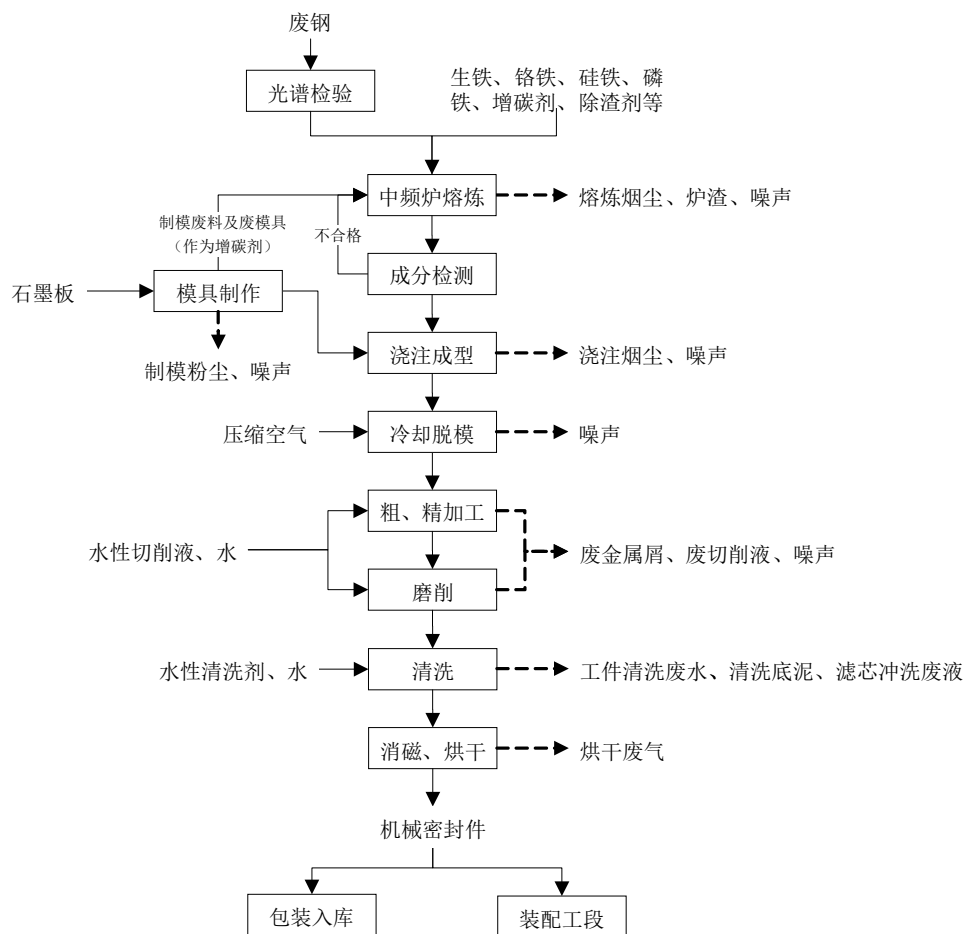 废钢
光谱检验
生铁、铬铁、硅铁、磷
铁、增碳剂、除渣剂等
中频炉熔炼
熔炼烟尘、炉渣、噪声
制模废料及废模具
（作为增碳剂）
不合格
成分检测
石墨板
模具制作
浇注成型
浇注烟尘、噪声
制模粉尘、噪声
压缩空气
冷却脱模
噪声
粗、精加工
水性切削液、水
废金属屑、废切削液、噪声
磨削
水性清洗剂、水
清洗
工件清洗废水、清洗底泥、滤芯冲洗废液
消磁、烘干
烘干废气
机械密封件
包装入库
装配工段